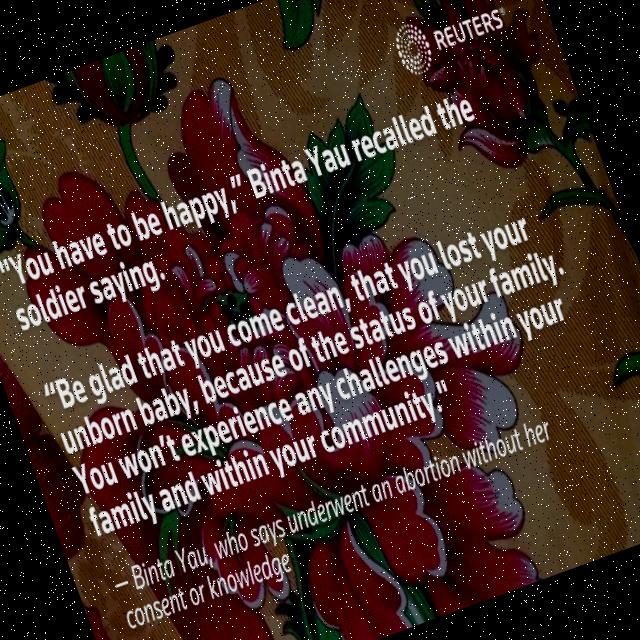 REUTERS
“You have to be happy,” Binta Yau recalled the
soldier saying.
“Be glad that you come clean, that you lost your
unborn baby, because of the status of your family.
You won’t experience any challenges within your
family and within your community.”
— Binta Yau, who says underwent an abortion without her
consent or knowledge